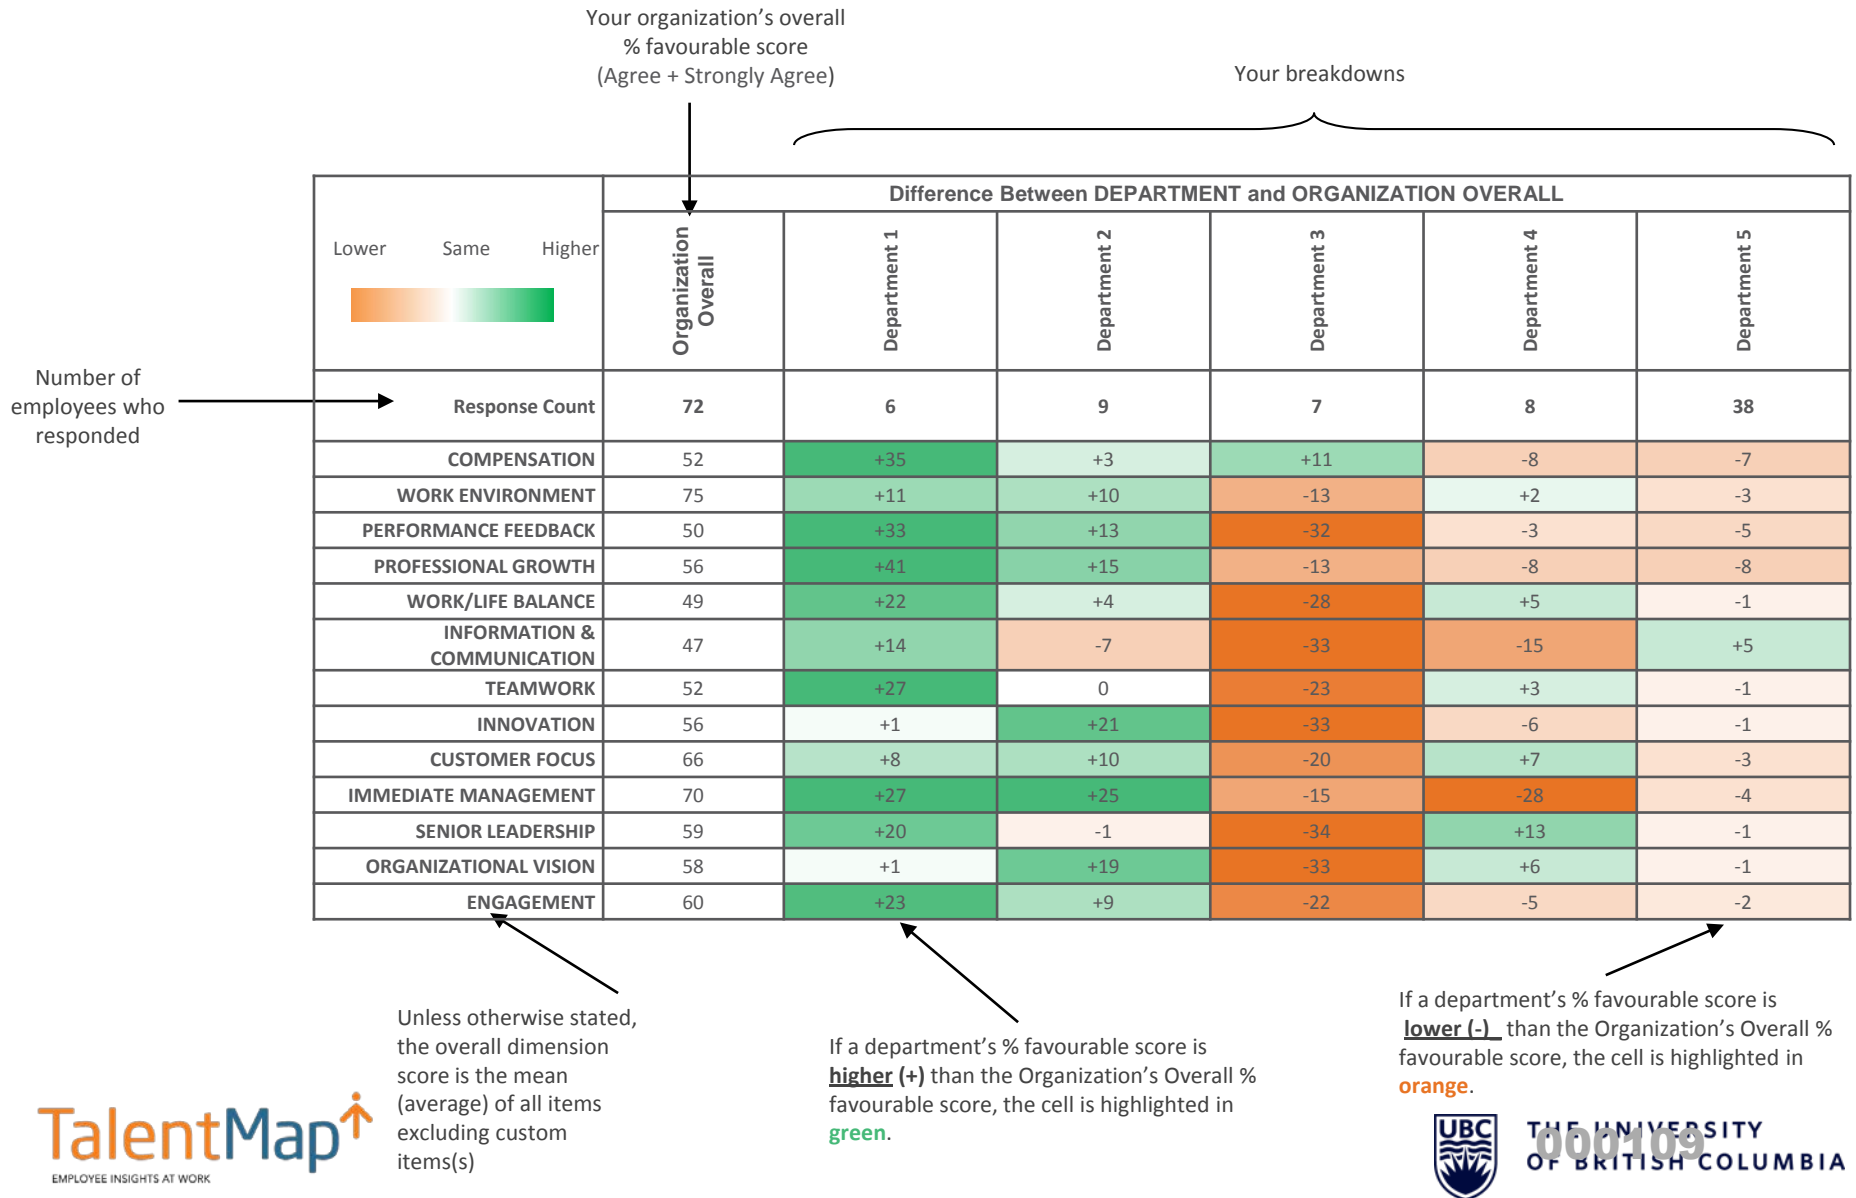 Your organization's overall
% favourable score
(Agree + Strongly Agree)
Your breakdowns
Difference Between DEPARTMENT and ORGANIZATION OVERALL
Lower Same Higher
Organization
Overall
Department 1
Department 2
Department 3
Department 4
Department 5
Number of
employees who
responded
Response Count 72 6 9 7 8 38
COMPENSATION 52 +35 +3 +11 -8 -7
WORK ENVIRONMENT 75 +11 +10 -13 +2 -3
PERFORMANCE FEEDBACK 50 +33 +13 -32 -3 -5
PROFESSIONAL GROWTH 56 +41 +15 -13 -8 -8
WORK/LIFE BALANCE 49 +22 +4 -28 +5 -1
INFORMATION &
COMMUNICATION 47 +14 -7 -33 -15 +5
TEAMWORK 52 +27 0 -23 +3 -1
INNOVATION 56 +1 +21 -33 -6 -1
CUSTOMER FOCUS 66 +8 +10 -20 +7 -3
IMMEDIATE MANAGEMENT 70 +27 +25 -15 -28 -4
SENIOR LEADERSHIP 59 +20 -1 -34 +13 -1
ORGANIZATIONAL VISION 58 +1 +19 -33 +6 -1
ENGAGEMENT 60 +23 +9 -22 -5 -2
Unless otherwise stated,
the overall dimension
score is the mean
(average) of all items
excluding custom
items(s)
If a department's % favourable score is
higher (+) than the Organization's Overall %
favourable score, the cell is highlighted in
green.
If a department's % favourable score is
lower (-)_ than the Organization's Overall %
favourable score, the cell is highlighted in
orange.
TalentMap
EMPLOYEE INSIGHTS AT WORK
UBC
THE UNIVERSITY
OF BRITISH COLUMBIA
000109